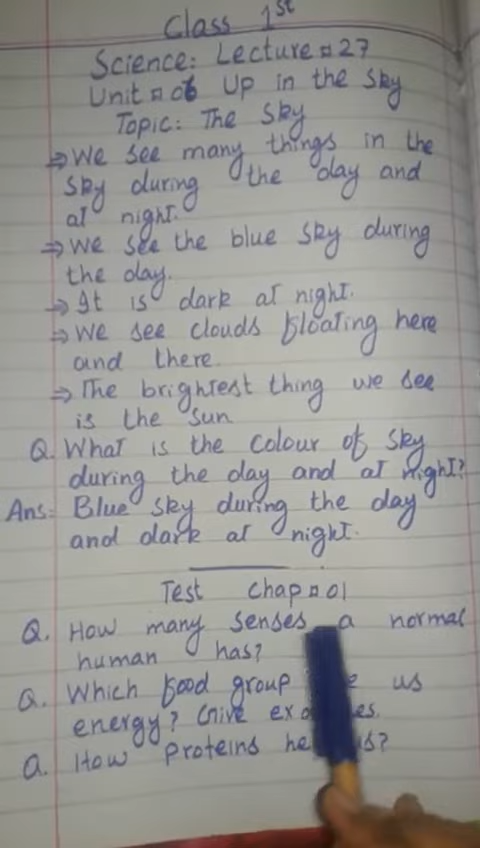 Class 1st
Science: Lecture # 27
Unit # 06 Up in the Sky
Topic: The Sky
⇒ We see many things in the
sky during the day and
at night.
⇒ We see the blue sky during
the day.
→ It is dark at night.
⇒ We see clouds floating here
and there.
⇒ The brightest thing we see
is the sun
Q. What is the colour of sky
during the day and at night?
Ans: Blue sky during the day
and dark at night.
Test Chap # 01
Q. How many senses a normal
human has?
Q. Which food group us
energy? Give
Q. How Proteins